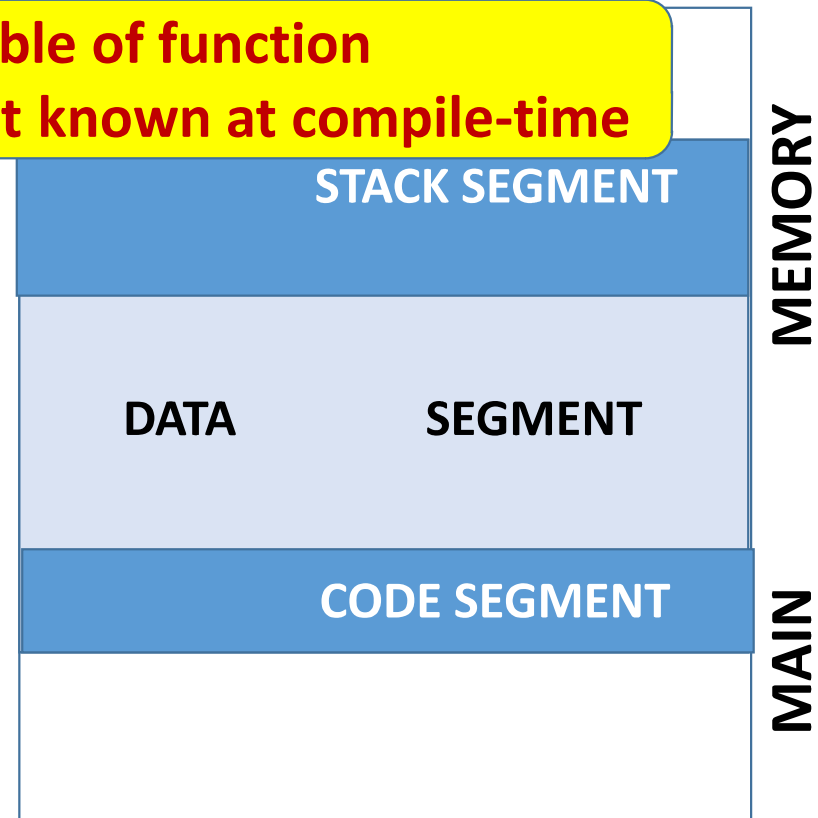 ble of function
t known at compile-time
STACK SEGMENT
DATA SEGMENT
CODE SEGMENT
MAIN MEMORY